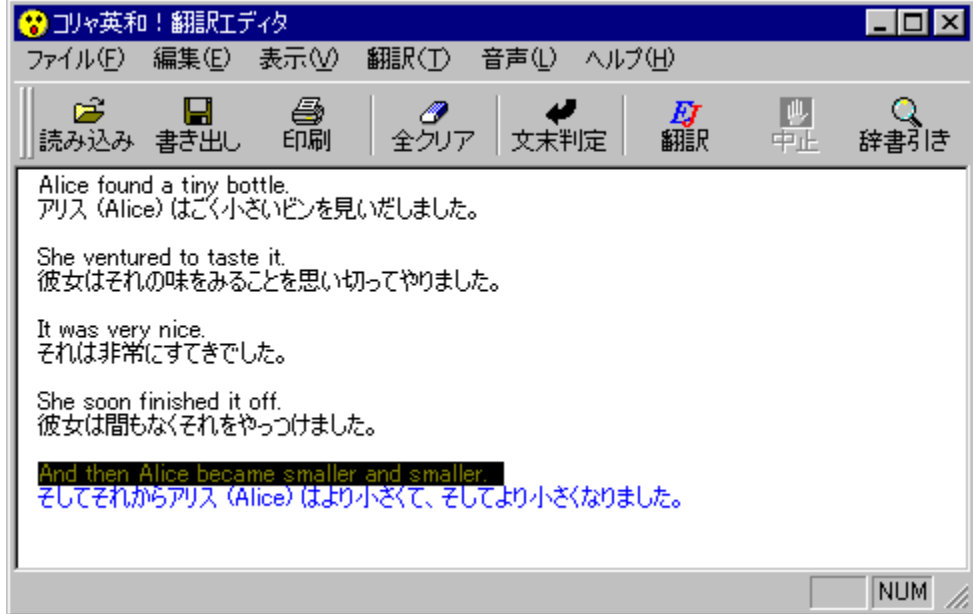 コリャ英和！翻訳エディタ
ファイル(F) 編集(E) 表示(V) 翻訳(T) 音声(L) ヘルプ(H)
読み込み 書き出し 印刷 全クリア 文末判定 EJ 翻訳 中止 辞書引き
Alice found a tiny bottle.
アリス (Alice) はごく小さいビンを見いだしました。
She ventured to taste it.
彼女はそれの味をみることを思い切ってやりました。
It was very nice.
それは非常にすてきでした。
She soon finished it off.
彼女は間もなくそれをやっつけました。
And then Alice became smaller and smaller.
そしてそれからアリス (Alice) はより小さくて、そしてより小さくなりました。
NUM